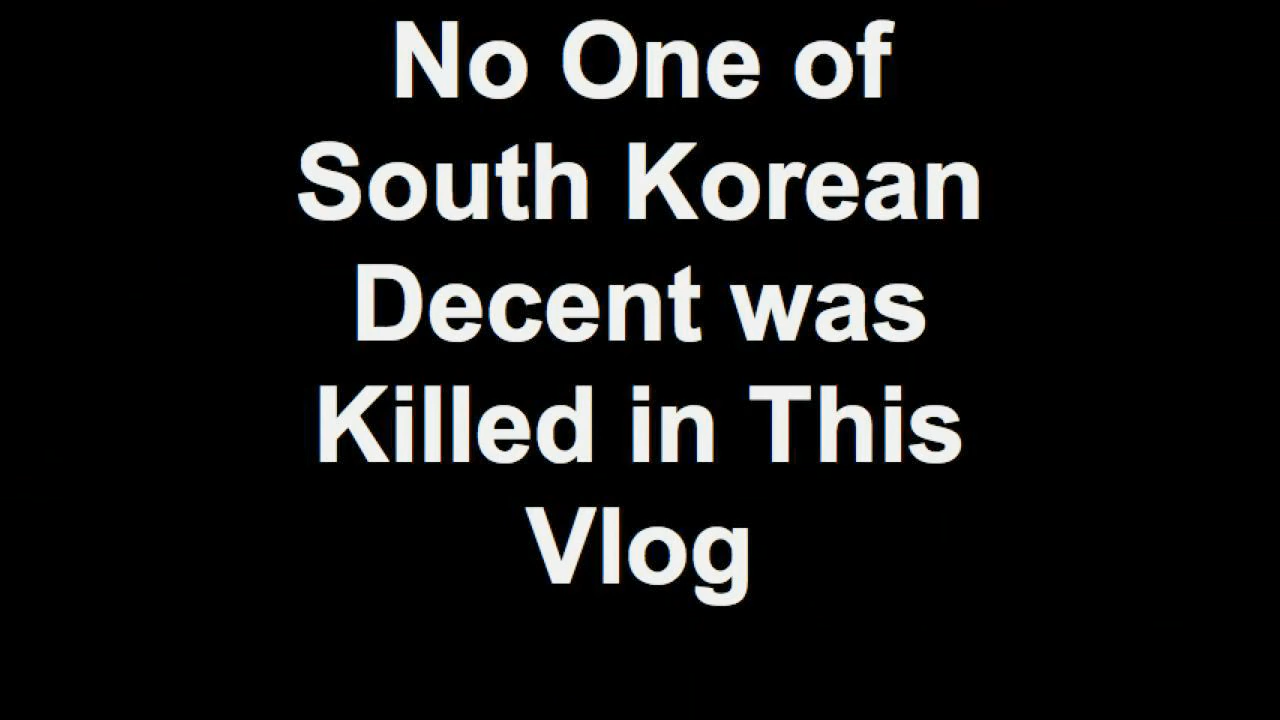 No One of
South Korean
Decent was
Killed in This
Vlog